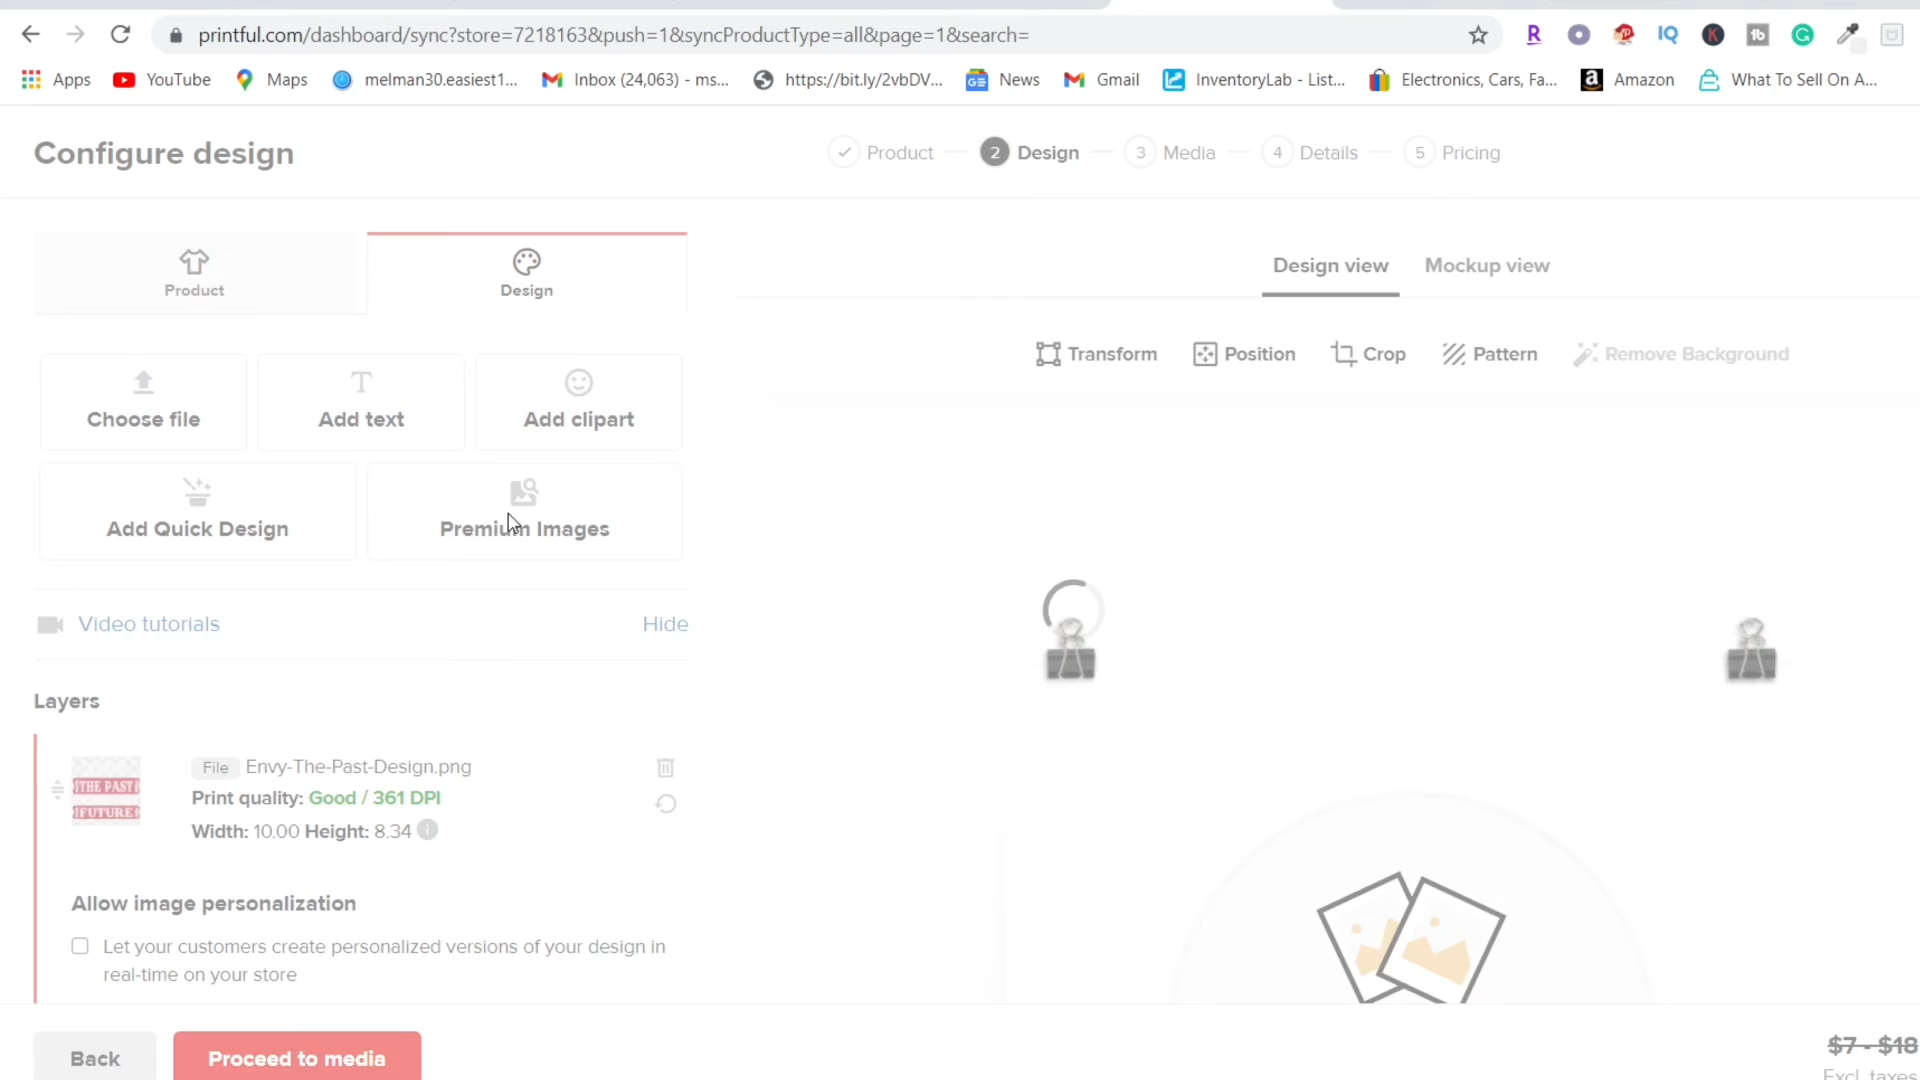 printful.com/dashboard/sync?store=7218163&push=1&syncProductType=all&page=1&search=
Apps YouTube Maps melman30.easiest1... Inbox (24,063) - ms... https://bit.ly/2vbDV... News Gmail InventoryLab - List... Electronics, Cars, Fa... Amazon What To Sell On A...
Configure design
Product 2 Design 3 Media 4 Details 5 Pricing
Product
Design
Design view Mockup view
Transform Position Crop Pattern Remove Background
Choose file
Add text
Add clipart
Add Quick Design
Premium Images
Video tutorials Hide
Layers
THE PAST
FUTURE
File Envy-The-Past-Design.png
Print quality: Good / 361 DPI
Width: 10.00 Height: 8.34
Allow image personalization
Let your customers create personalized versions of your design in
real-time on your store
Back
Proceed to media
$7 - $18
Excl. taxes